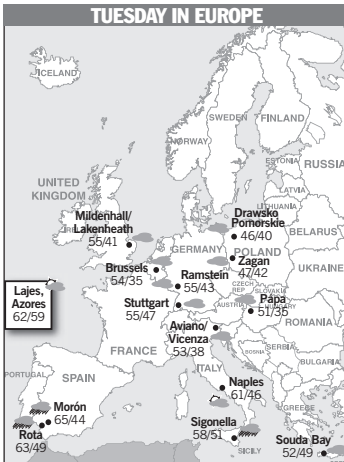 TUESDAY IN EUROPE
ICELAND
SWEDEN
FINLAND
NORWAY
ESTONIA
RUSSIA
LATVIA
LITHUANIA
UNITED
KINGDOM
Mildenhall/
Lakenheath
55/41
Drawsko
Pomorskie
46/40
BELARUS
GERMANY
POLAND
Zagan
47/42
Brussels
54/35
Ramstein
55/43
UKRAINE
Lajes,
Azores
62/59
Stuttgart
55/47
CZECH
REP
SLOVAKIA
AUSTRIA
Pápa
51/35
ROMANIA
Aviano/
Vicenza
53/38
FRANCE
BOSNIA
SERBIA
BULGARIA
ITALY
PORTUGAL
SPAIN
Naples
61/46
Morón
65/44
Rota
63/49
Sigonella
58/51
SICILY
GREECE
Souda Bay
52/49